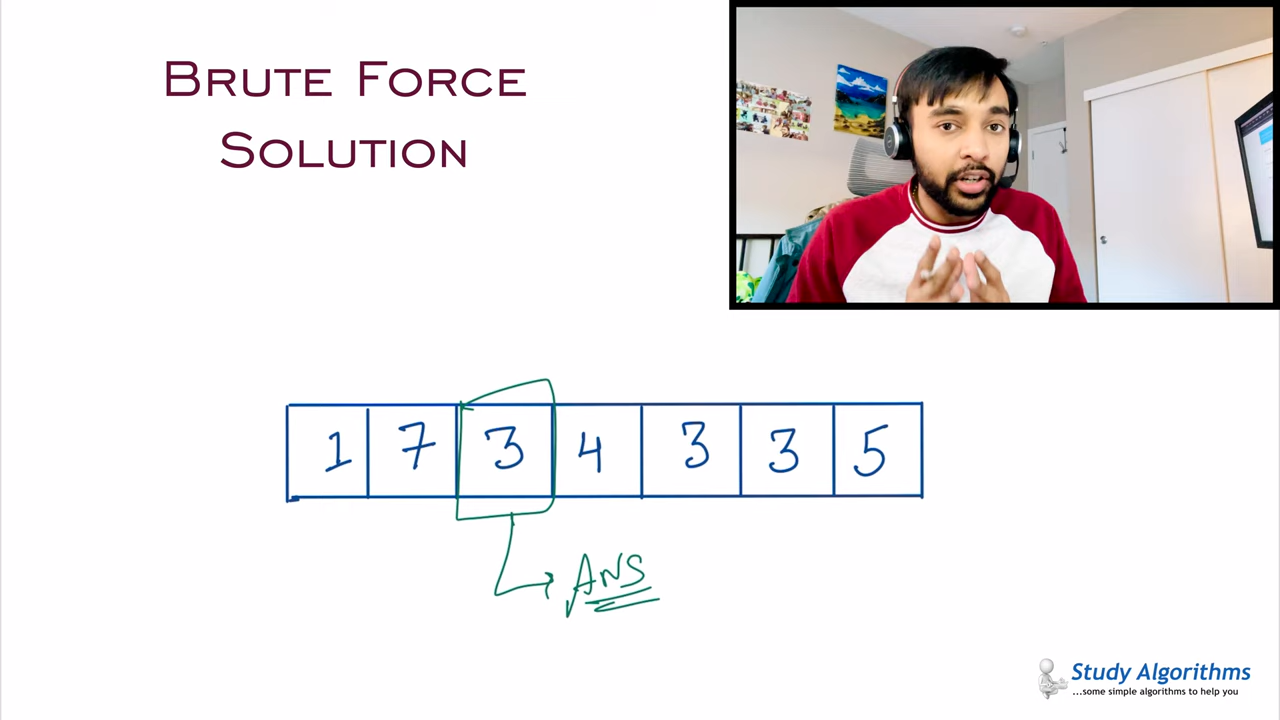 BRUTE FORCE
SOLUTION
1 7 3 4 3 3 5
ANS
Study Algorithms
...some simple algorithms to help you